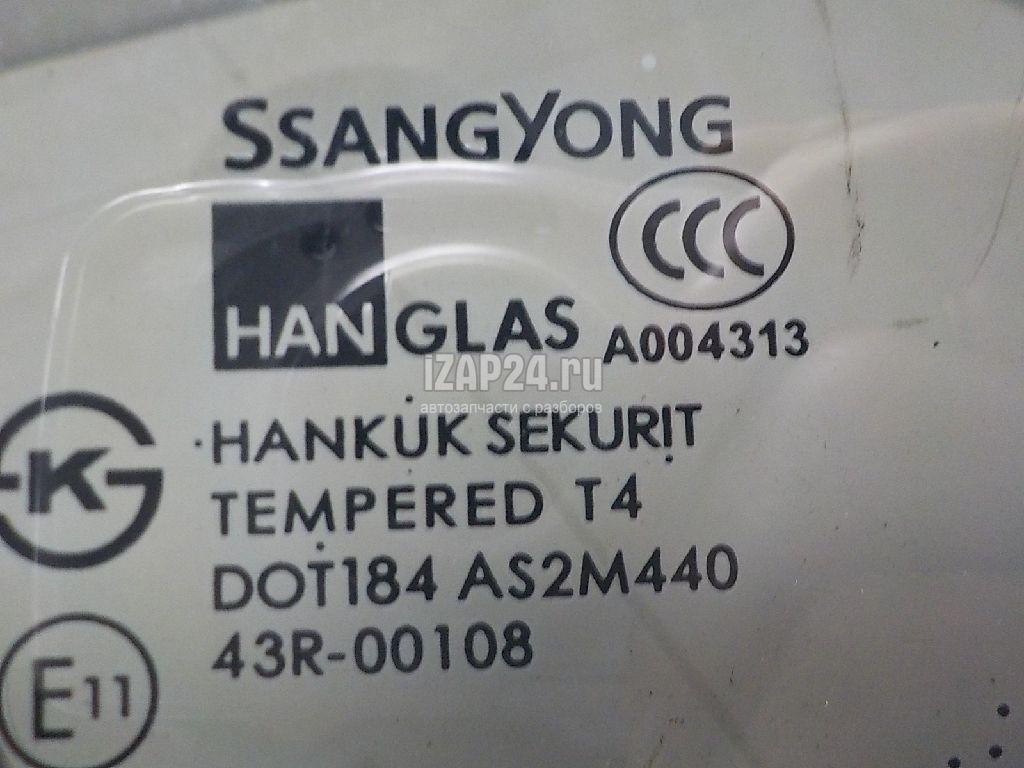 SSANGYONG
CCC
HANGLAS A004313
iZAP24.ru
автозапчасти с разборов
HANKUK SEKURIT
K
TEMPERED T4
DOT184 AS2M440
43R-00108
E11